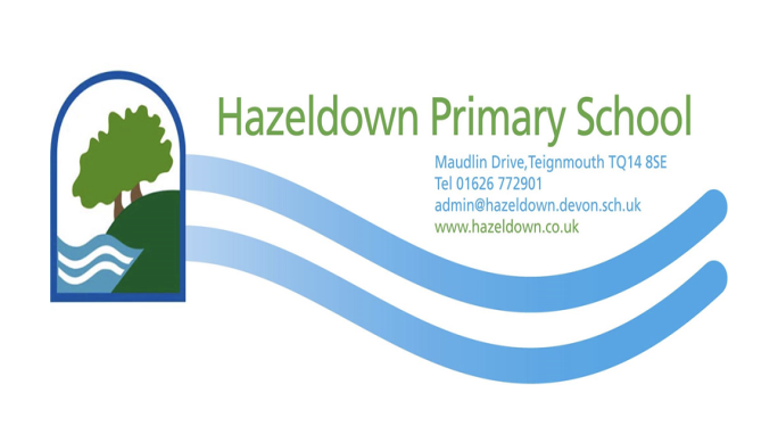 Hazeldown Primary School
Maudlin Drive,Teignmouth TQ14 8SE
Tel 01626 772901
admin@hazeldown.devon.sch.uk
www.hazeldown.co.uk